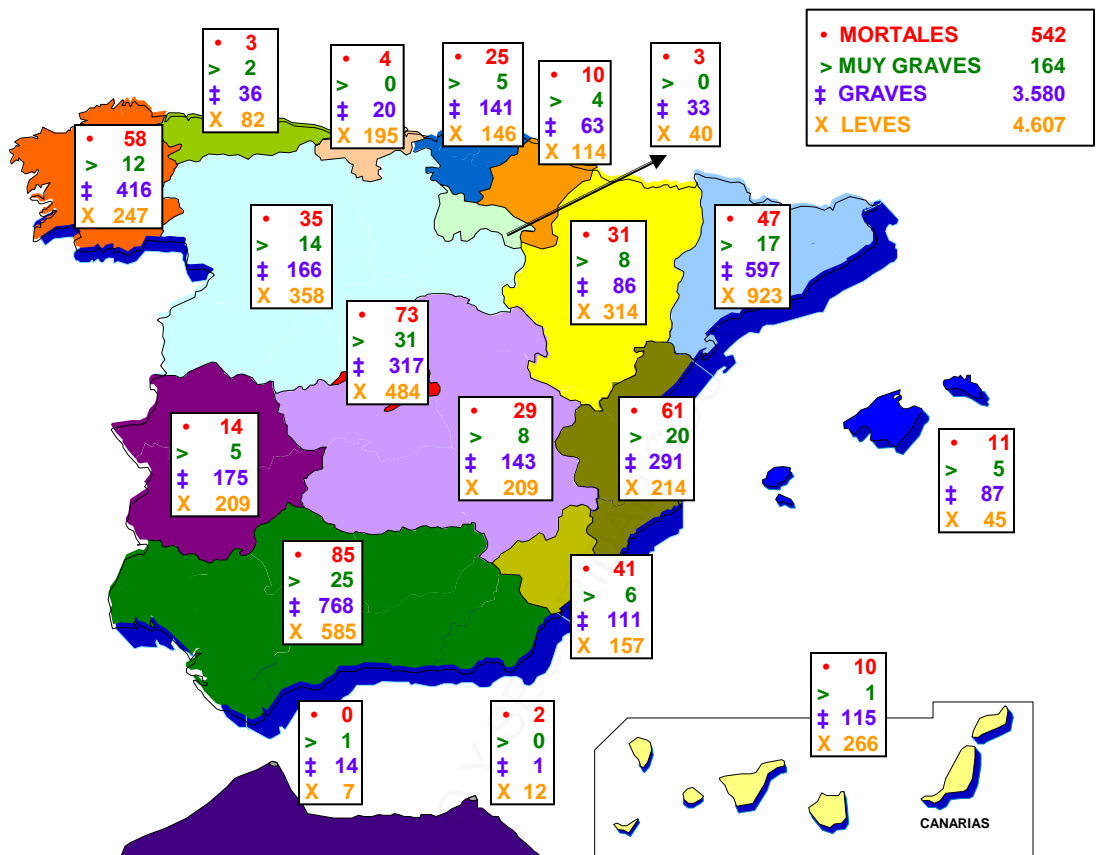 • MORTALES 542
> MUY GRAVES 164
‡ GRAVES 3.580
X LEVES 4.607
• 3
> 2
‡ 36
X 82
• 4
> 0
‡ 20
X 195
• 25
> 5
‡ 141
X 146
• 10
> 4
‡ 63
X 114
• 3
> 0
‡ 33
X 40
• 58
> 12
‡ 416
X 247
• 35
> 14
‡ 166
X 358
• 31
> 8
‡ 86
X 314
• 47
> 17
‡ 597
X 923
• 73
> 31
‡ 317
X 484
• 14
> 5
‡ 175
X 209
• 29
> 8
‡ 143
X 209
• 61
> 20
‡ 291
X 214
• 11
> 5
‡ 87
X 45
• 85
> 25
‡ 768
X 585
• 41
> 6
‡ 111
X 157
• 10
> 1
‡ 115
X 266
• 0
> 1
‡ 14
X 7
• 2
> 0
‡ 1
X 12
CANARIAS